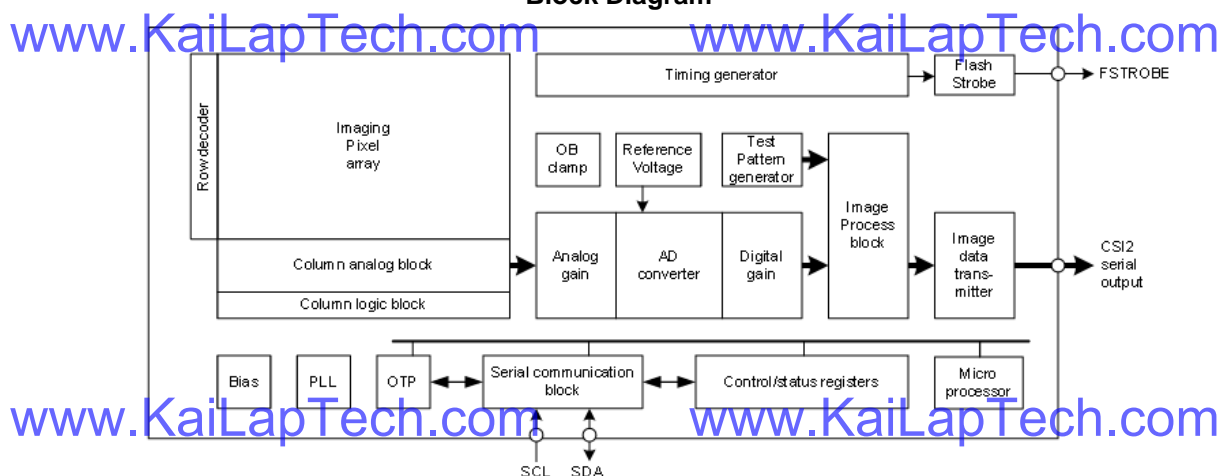 Block Diagram
www.KaiLapTech.com
www.KaiLapTech.com
Timing generator
Flash
Strobe
FSTROBE
Row decoder
Imaging
Pixel
array
OB
clamp
Reference
Voltage
Test
Pattern
generator
Image
Process
block
Column analog block
Analog
gain
AD
converter
Digital
gain
Image
data
trans-
mitter
CSI2
serial
output
Column logic block
Bias
PLL
OTP
Serial communication
block
Control/status registers
Micro
processor
www.KaiLapTech.com
www.KaiLapTech.com
SCL
SDA